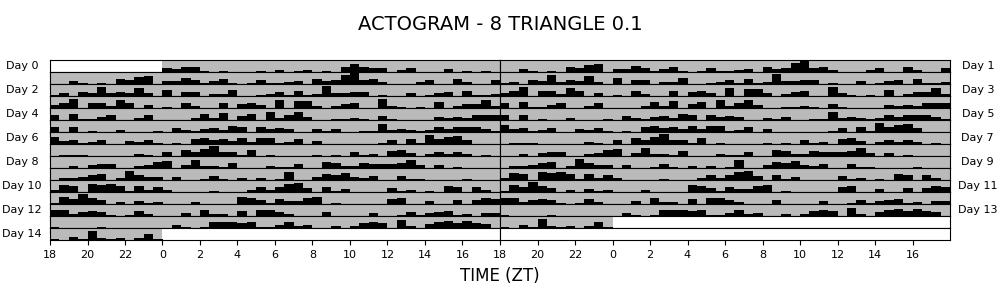 ACTOGRAM - 8 TRIANGLE 0.1
Day 0
Day 1
Day 2
Day 3
Day 4
Day 5
Day 6
Day 7
Day 8
Day 9
Day 10
Day 11
Day 12
Day 13
Day 14
18 20 22 0 2 4 6 8 10 12 14 16 18 20 22 0 2 4 6 8 10 12 14 16
TIME (ZT)